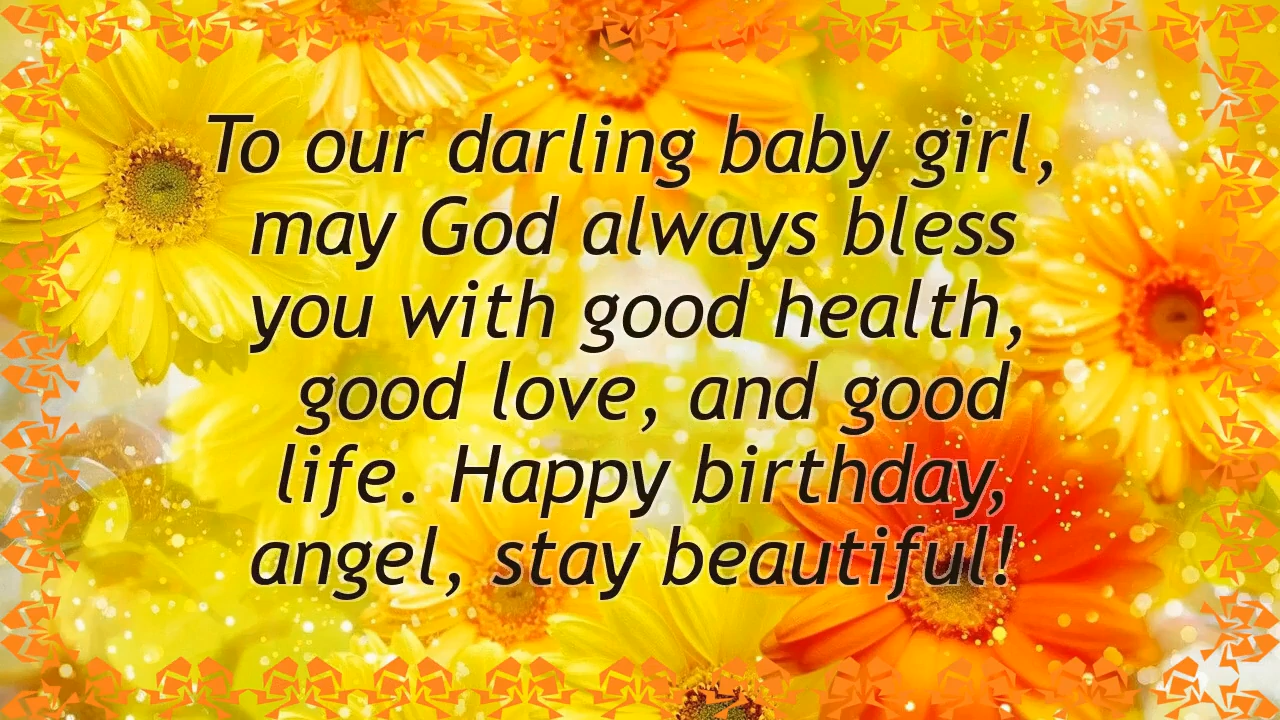 To our darling baby girl,
may God always bless
you with good health,
good love, and good
life. Happy birthday,
angel, stay beautiful!